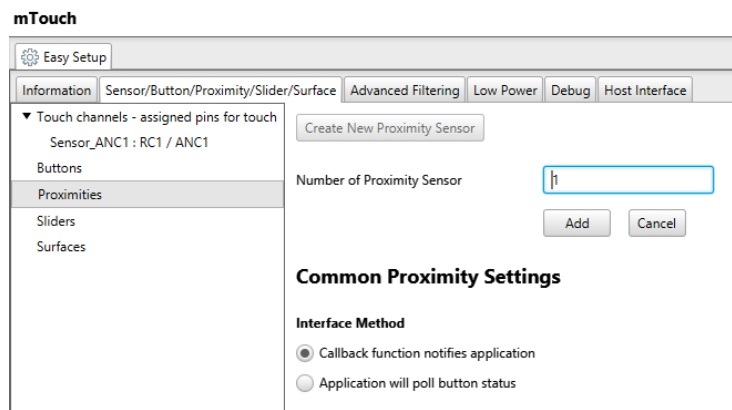 mTouch
Easy Setup
Information Sensor/Button/Proximity/Slider/Surface Advanced Filtering Low Power Debug Host Interface
Touch channels - assigned pins for touch
Sensor_ANC1 : RC1 / ANC1
Buttons
Proximities
Sliders
Surfaces
Create New Proximity Sensor
Number of Proximity Sensor 1
Add Cancel
Common Proximity Settings
Interface Method
Callback function notifies application
Application will poll button status